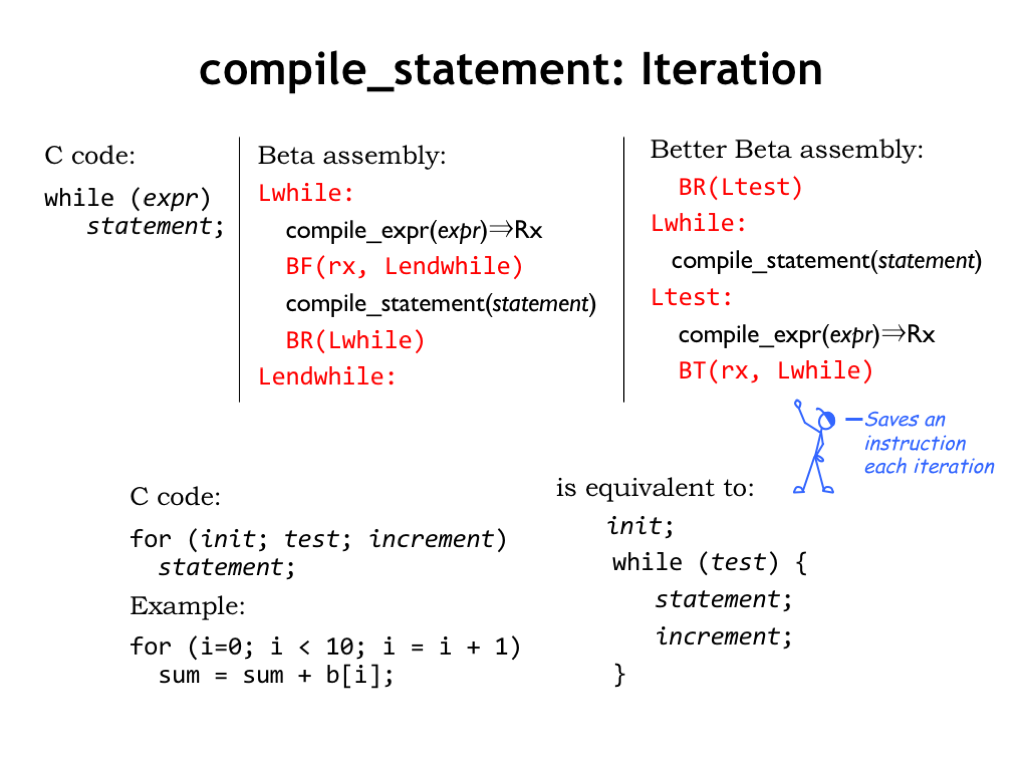 compile_statement: Iteration
C code:
while (expr)
statement;
Beta assembly:
Lwhile:
compile_expr(expr)⇒Rx
BF(rx, Lendwhile)
compile_statement(statement)
BR(Lwhile)
Lendwhile:
Better Beta assembly:
BR(Ltest)
Lwhile:
compile_statement(statement)
Ltest:
compile_expr(expr)⇒Rx
BT(rx, Lwhile)
Saves an
instruction
each iteration
C code:
for (init; test; increment)
statement;
Example:
for (i=0; i < 10; i = i + 1)
sum = sum + b[i];
is equivalent to:
init;
while (test) {
statement;
increment;
}